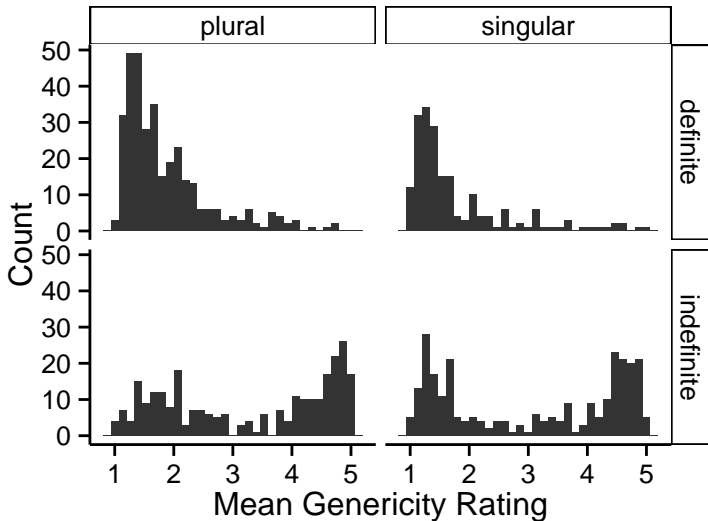 plural singular
50
40
30
20
10
0
definite
Count
50
40
30
20
10
0
indefinite
1 2 3 4 5 1 2 3 4 5
Mean Genericity Rating